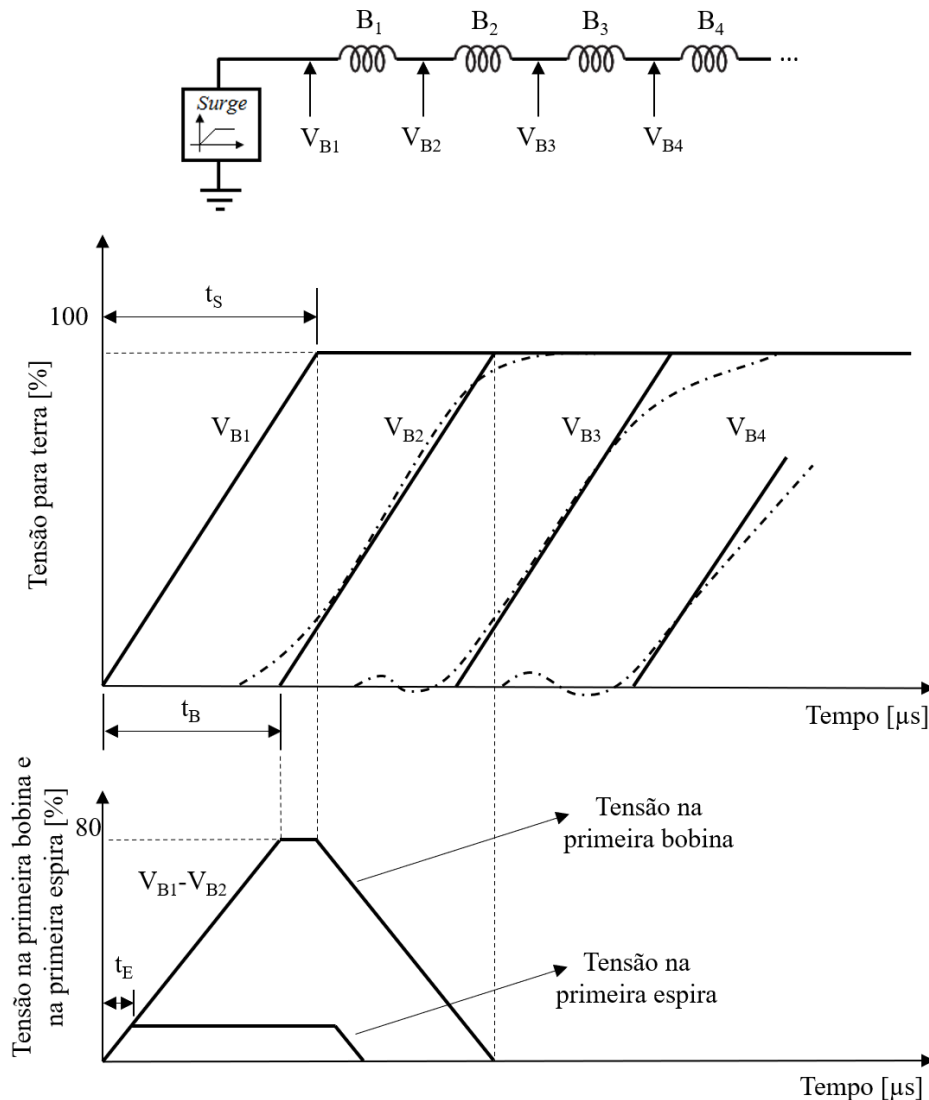 B1
B2
B3
B4
...
Surge
VB1
VB2
VB3
VB4
tS
100
Tensão para terra [%]
VB1
VB2
VB3
VB4
Tempo [µs]
tB
Tensão na primeira bobina e
na primeira espira [%]
80
Tensão na
primeira bobina
VB1-VB2
tE
Tensão na
primeira espira
Tempo [µs]